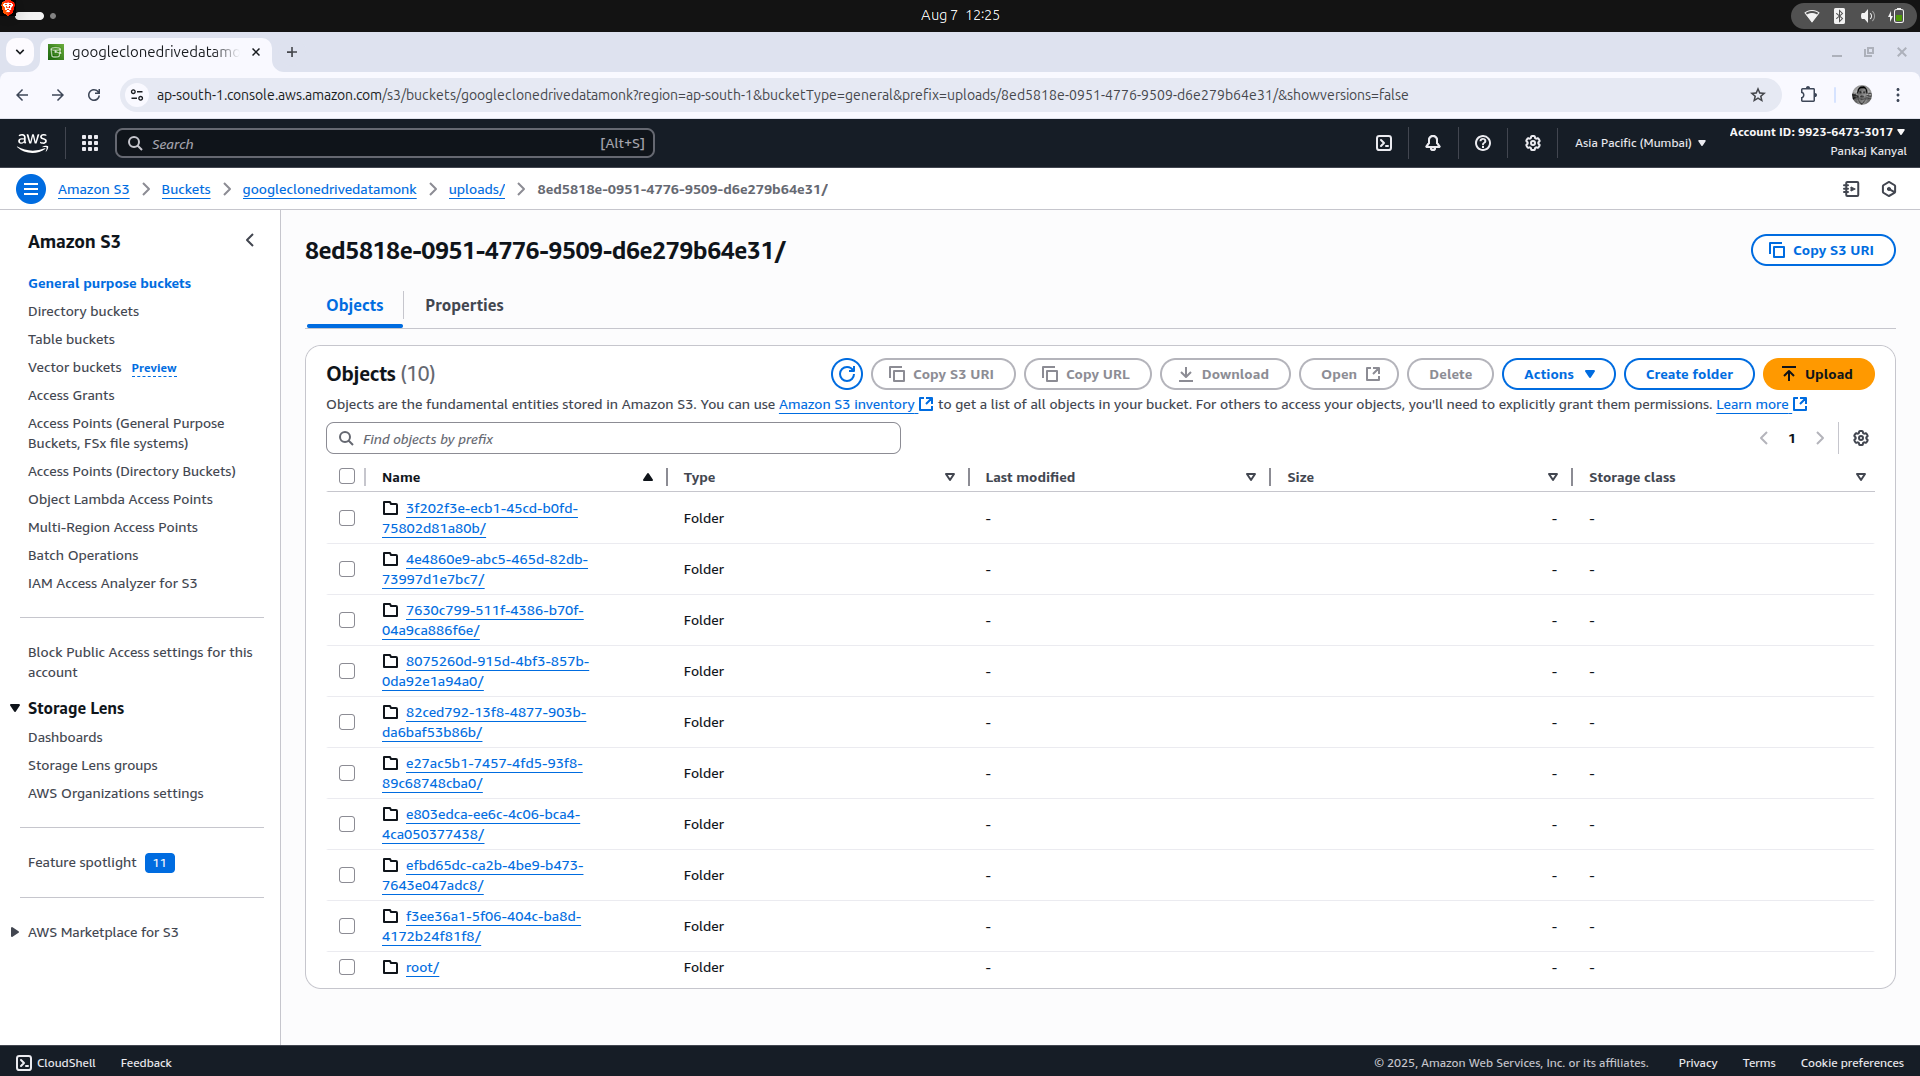 Aug 7 12:25
googleclonedrivedatamo
ap-south-1.console.aws.amazon.com/s3/buckets/googleclonedrivedatamonk?region=ap-south-1&bucketType=general&prefix=uploads/8ed5818e-0951-4776-9509-d6e279b64e31/&showversions=false
aws
Search
[Alt+S]
Asia Pacific (Mumbai)
Account ID: 9923-6473-3017
Pankaj Kanyal
Amazon S3
Buckets
googleclonedrivedatamonk
uploads/
8ed5818e-0951-4776-9509-d6e279b64e31/
Amazon S3
General purpose buckets
Directory buckets
Table buckets
Vector buckets Preview
Access Grants
Access Points (General Purpose
Buckets, FSx file systems)
Access Points (Directory Buckets)
Object Lambda Access Points
Multi-Region Access Points
Batch Operations
IAM Access Analyzer for S3
Block Public Access settings for this
account
Storage Lens
Dashboards
Storage Lens groups
AWS Organizations settings
Feature spotlight 11
AWS Marketplace for S3
8ed5818e-0951-4776-9509-d6e279b64e31/
Copy S3 URI
Objects
Properties
Objects (10)
Copy S3 URI
Copy URL
Download
Open
Delete
Actions
Create folder
Upload
Objects are the fundamental entities stored in Amazon S3. You can use Amazon S3 inventory to get a list of all objects in your bucket. For others to access your objects, you'll need to explicitly grant them permissions. Learn more
Find objects by prefix
1
Name
Type
Last modified
Size
Storage class
3f202f3e-ecb1-45cd-b0fd-
75802d81a80b/
Folder - - -
4e4860e9-abc5-465d-82db-
73997d1e7bc7/
Folder - - -
7630c799-511f-4386-b70f-
04a9ca886f6e/
Folder - - -
8075260d-915d-4bf3-857b-
0da92e1a94a0/
Folder - - -
82ced792-13f8-4877-903b-
da6baf53b86b/
Folder - - -
e27ac5b1-7457-4fd5-93f8-
89c68748cba0/
Folder - - -
e803edca-ee6c-4c06-bca4-
4ca050377438/
Folder - - -
efbd65dc-ca2b-4be9-b473-
7643e047adc8/
Folder - - -
f3ee36a1-5f06-404c-ba8d-
4172b24f81f8/
Folder - - -
root/
Folder - - -
CloudShell
Feedback
© 2025, Amazon Web Services, Inc. or its affiliates.
Privacy
Terms
Cookie preferences